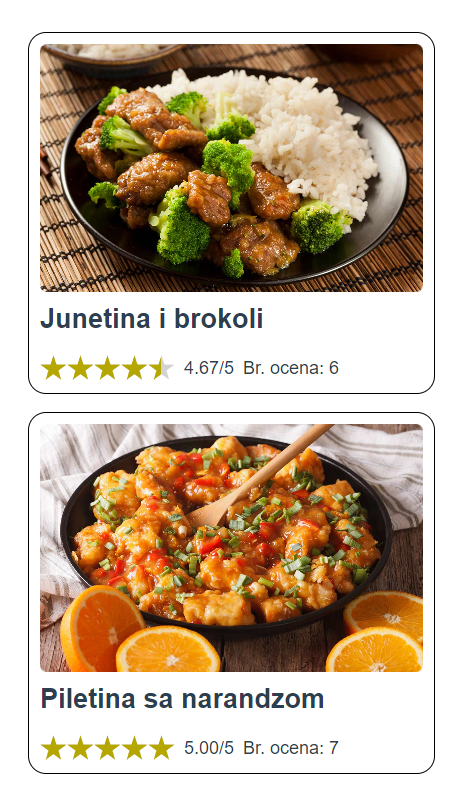 Junetina i brokoli
4.67/5 Br. ocena: 6
Piletina sa narandzom
5.00/5 Br. ocena: 7